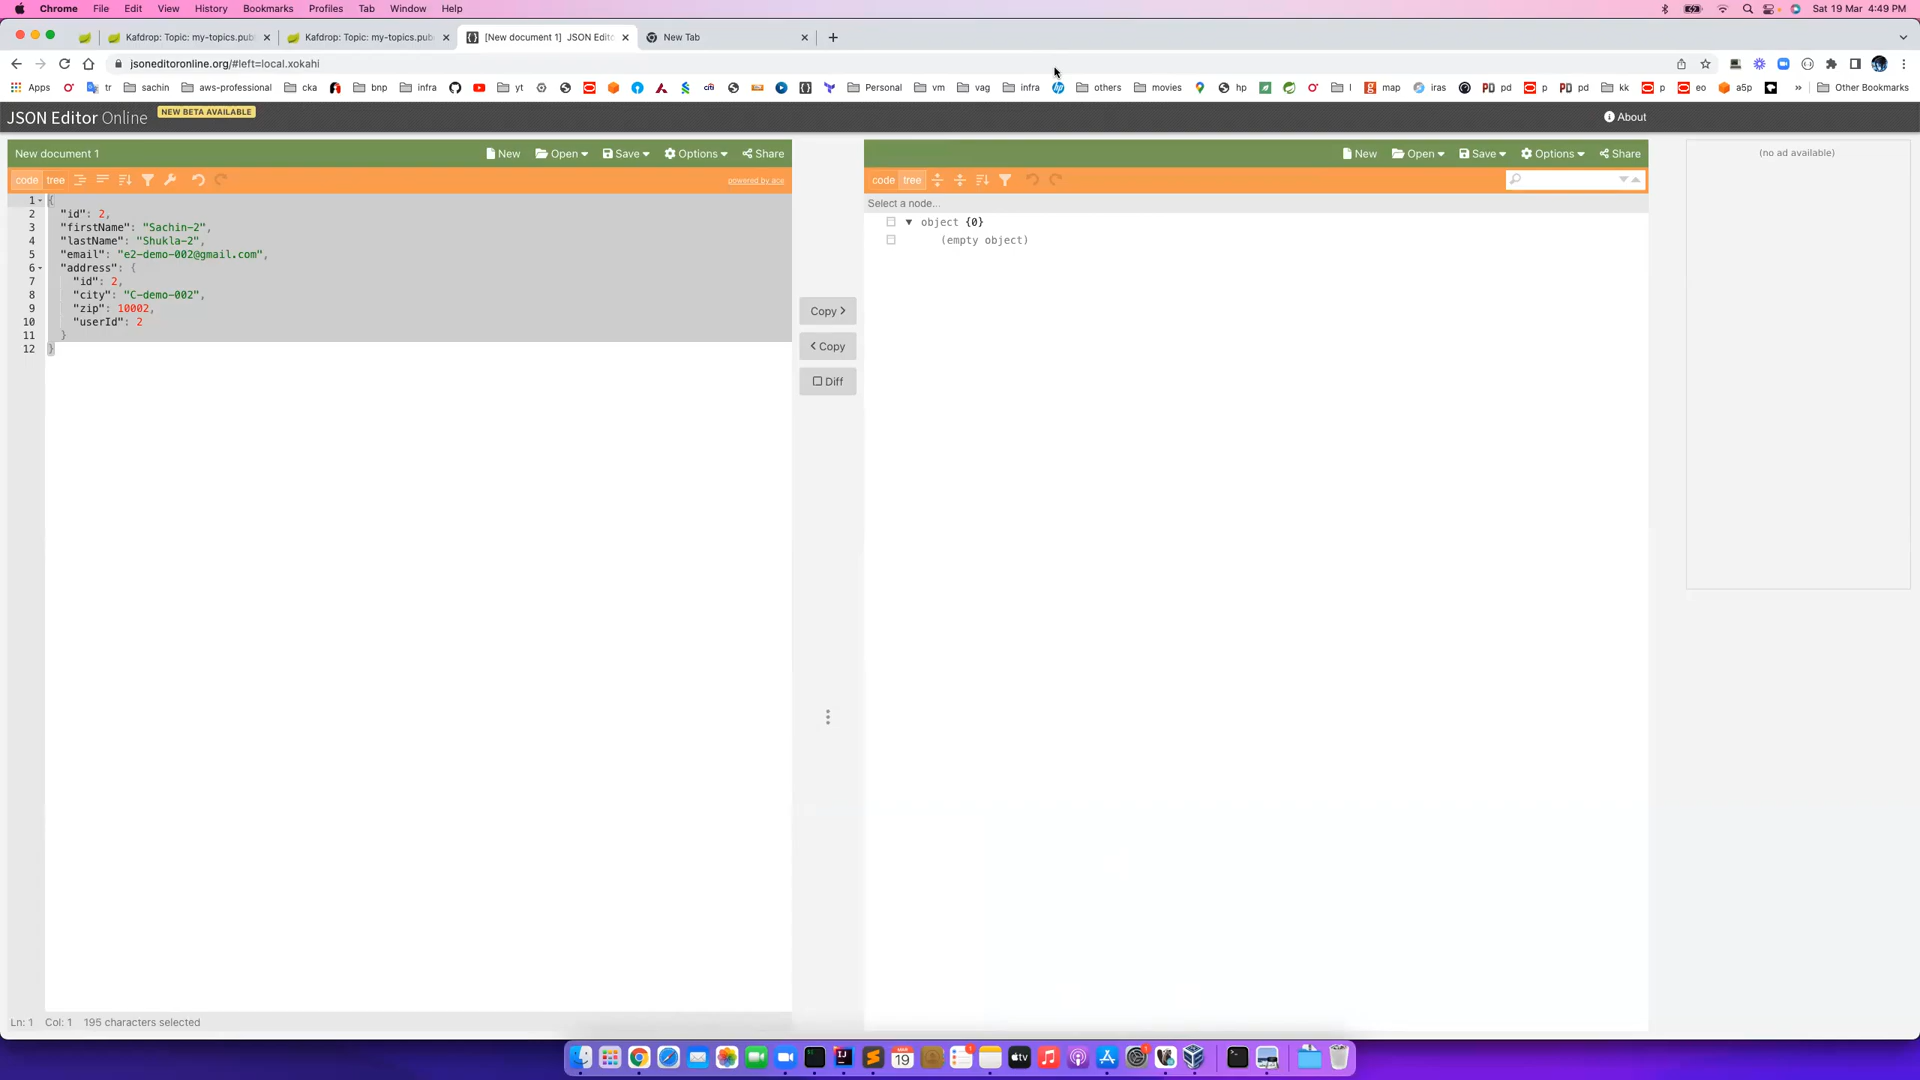 Chrome File Edit View History Bookmarks Profiles Tab Window Help Sat 19 Mar 4:49 PM
Kafdrop: Topic: my-topics.pub Kafdrop: Topic: my-topics.pub [New document 1] JSON Edito New Tab
jsoneditoronline.org/#left=local.xokahi
Apps tr sachin aws-professional cka bnp infra yt citi Personal vm vag infra others movies hp l map iras PD pd p PD pd kk p eo a5p » Other Bookmarks
JSON Editor Online NEW BETA AVAILABLE About
New document 1 New Open Save Options Share New Open Save Options Share (no ad available)
code tree powered by ace code tree
Select a node...
1 {
2 "id": 2,
3 "firstName": "Sachin-2",
4 "lastName": "Shukla-2",
5 "email": "e2-demo-002@gmail.com",
6 "address": {
7 "id": 2,
8 "city": "C-demo-002",
9 "zip": 10002,
10 "userId": 2
11 }
12 }
object {0}
(empty object)
Copy >
< Copy
Diff
Ln: 1 Col: 1 195 characters selected
MAR
19
tv